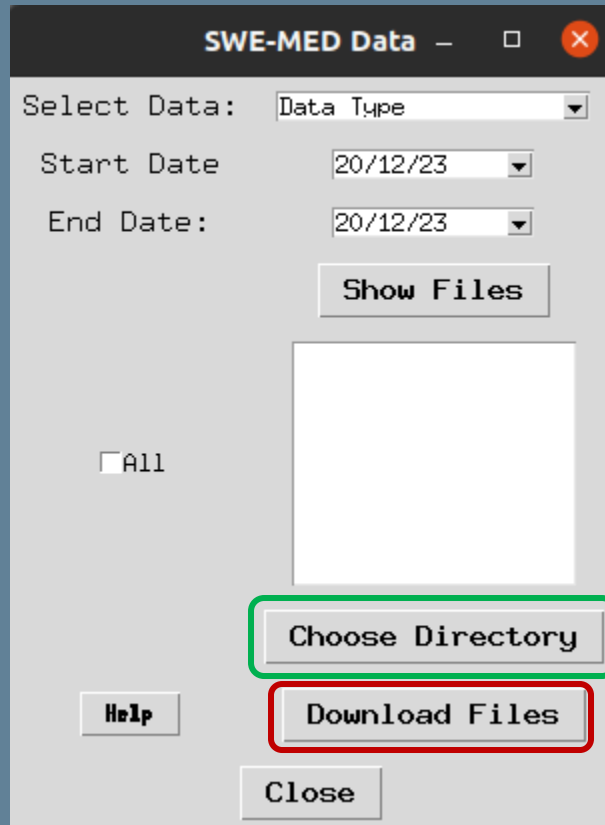 SWE-MED Data
Select Data: Data Type
Start Date 20/12/23
End Date: 20/12/23
Show Files
All
Choose Directory
Help Download Files
Close